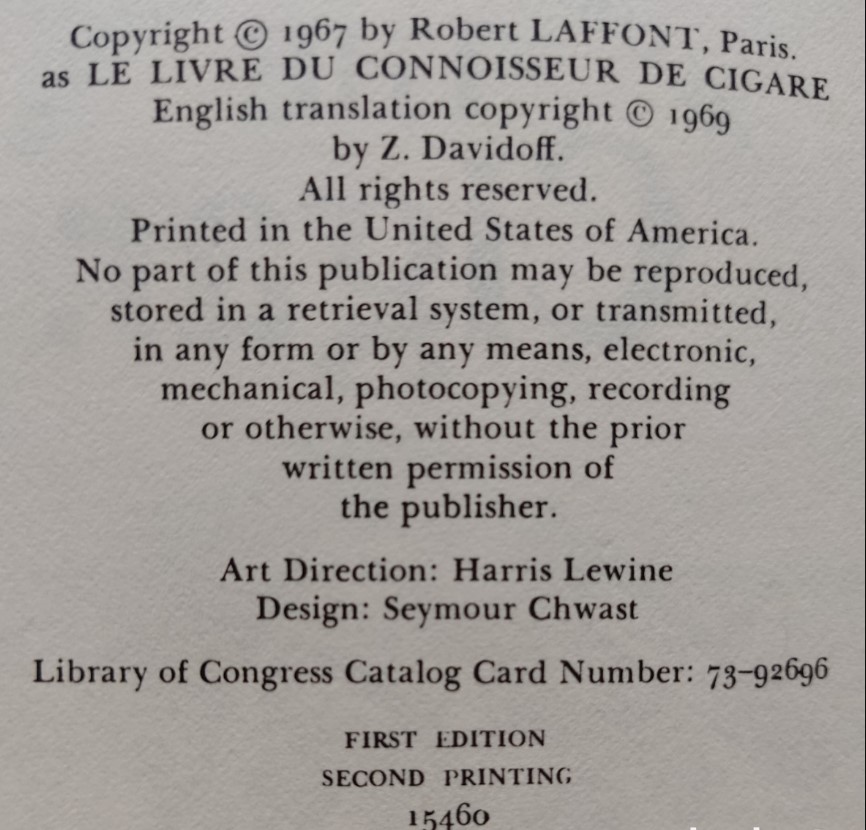 Copyright © 1967 by Robert LAFFONT, Paris.
as LE LIVRE DU CONNOISSEUR DE CIGARE
English translation copyright © 1969
by Z. Davidoff.
All rights reserved.
Printed in the United States of America.
No part of this publication may be reproduced,
stored in a retrieval system, or transmitted,
in any form or by any means, electronic,
mechanical, photocopying, recording
or otherwise, without the prior
written permission of
the publisher.
Art Direction: Harris Lewine
Design: Seymour Chwast
Library of Congress Catalog Card Number: 73-92696
FIRST EDITION
SECOND PRINTING
15460